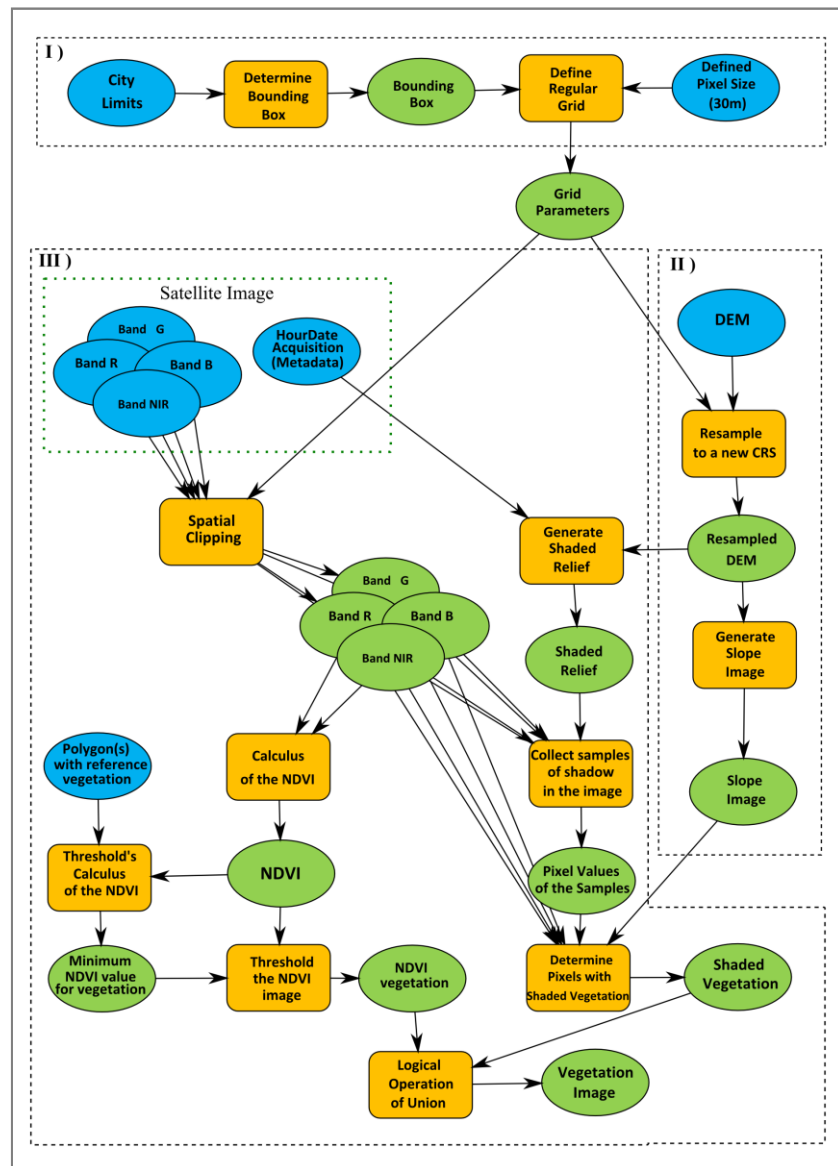 I )
City
Limits
Determine
Bounding
Box
Bounding
Box
Define
Regular
Grid
Defined
Pixel Size
(30m)
Grid
Parameters
III )
Satellite Image
Band G
Band R
Band B
Band NIR
HourDate
Acquisition
(Metadata)
II )
DEM
Resample
to a new CRS
Spatial
Clipping
Generate
Shaded
Relief
Resampled
DEM
Band G
Band R
Band B
Band NIR
Shaded
Relief
Generate
Slope
Image
Polygon(s)
with reference
vegetation
Calculus
of the NDVI
Collect samples
of shadow
in the image
Slope
Image
Threshold's
Calculus
of the NDVI
NDVI
Pixel Values
of the Samples
Minimum
NDVI value
for vegetation
Threshold
the NDVI
image
NDVI
vegetation
Determine
Pixels with
Shaded Vegetation
Shaded
Vegetation
Logical
Operation
of Union
Vegetation
Image